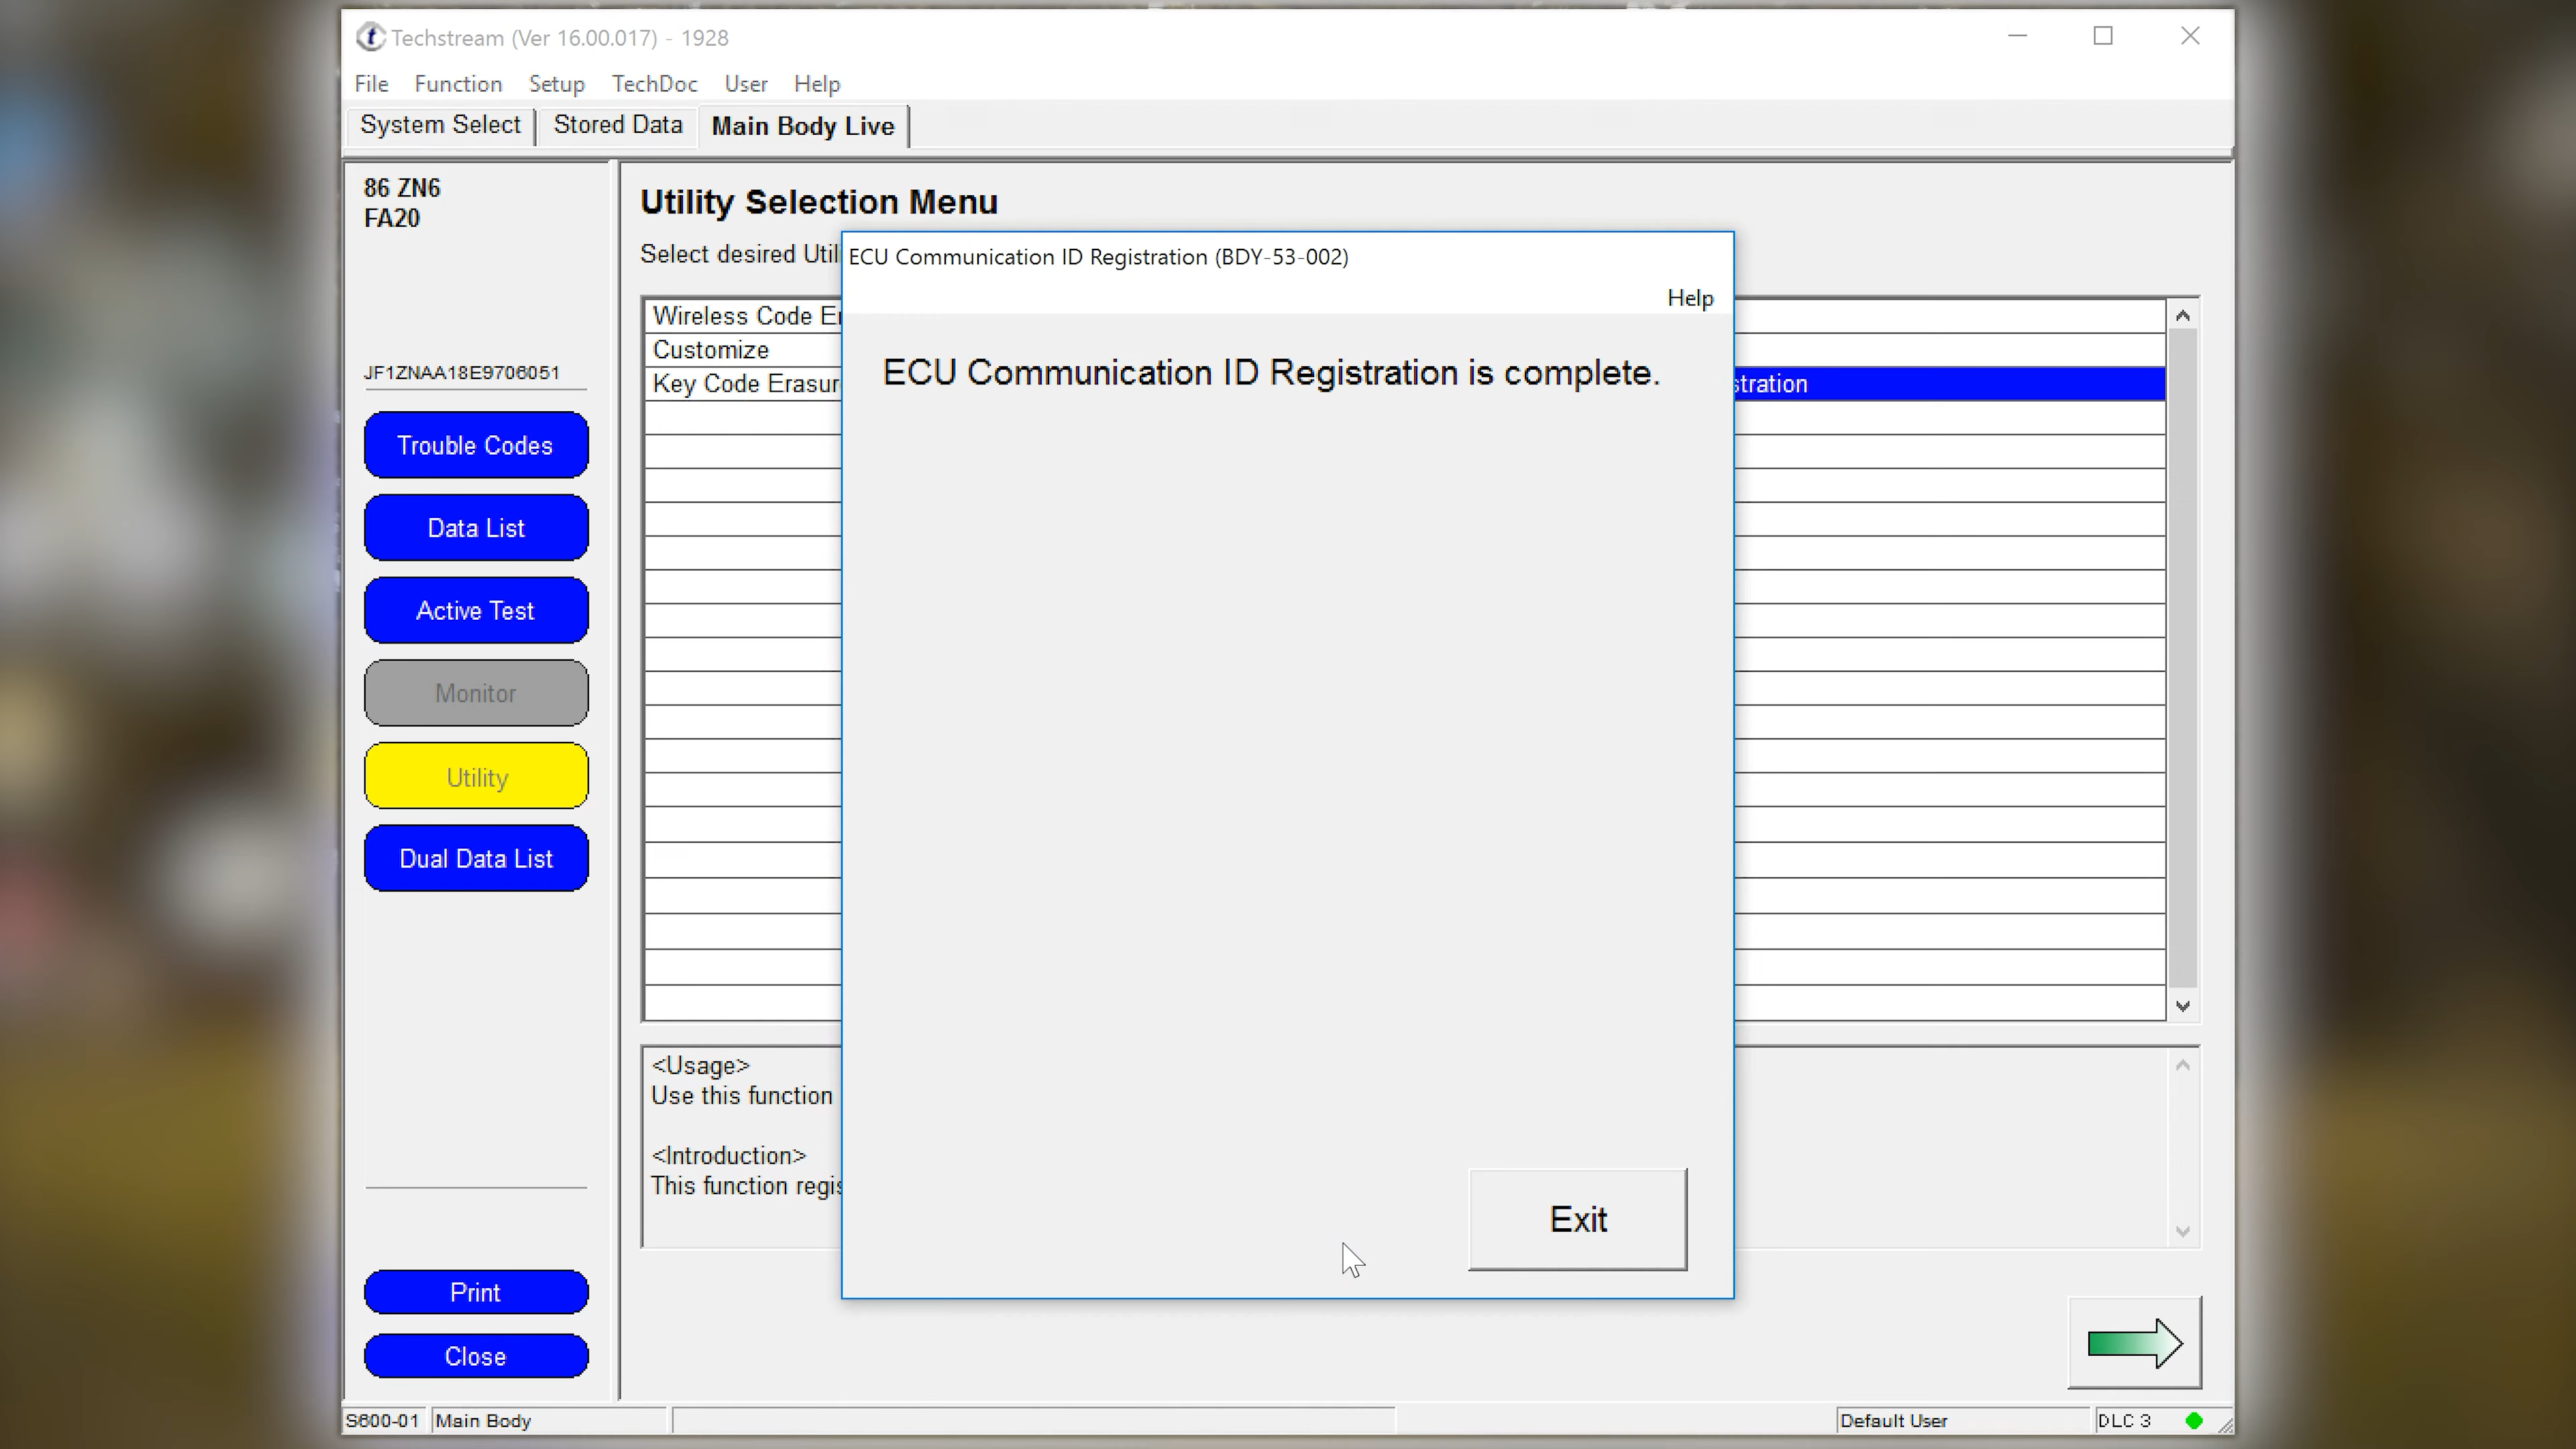 Techstream (Ver 16.00.017) - 1928
File Function Setup TechDoc User Help
System Select Stored Data Main Body Live
86 ZN6
FA20
JF1ZNAA18E9706051
Trouble Codes
Data List
Active Test
Monitor
Utility
Dual Data List
Print
Close
Utility Selection Menu
Select desired Util
Wireless Code Er
Customize
Key Code Erasur
stration
ECU Communication ID Registration (BDY-53-002)
Help
ECU Communication ID Registration is complete.
Exit
<Usage>
Use this function
<Introduction>
This function regis
S600-01 Main Body Default User DLC 3